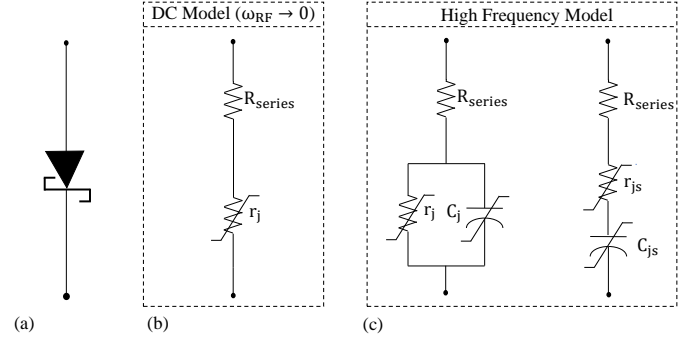 DC Model (ω_RF → 0)
High Frequency Model
R_series
r_j
R_series
r_j
C_j
R_series
r_js
C_js
(a)
(b)
(c)